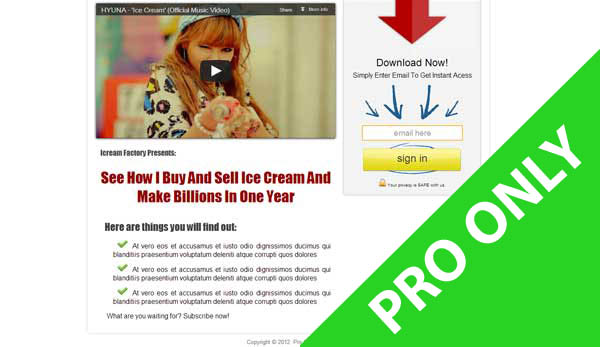 HYUNA - 'Ice Cream' (Official Music Video)
Share
More info
Icream Factory Presents:
See How I Buy And Sell Ice Cream And
Make Billions In One Year
Here are things you will find out:
At vero eos et accusamus et iusto odio dignissimos ducimus qui
blanditiis praesentium voluptatum deleniti atque corrupti quos dolores
At vero eos et accusamus et iusto odio dignissimos ducimus qui
blanditiis praesentium voluptatum deleniti atque corrupti quos dolores
At vero eos et accusamus et iusto odio dignissimos ducimus qui
blanditiis praesentium voluptatum deleniti atque corrupti quos dolores
What are you waiting for? Subscribe now!
Download Now!
Simply Enter Email To Get Instant Acess
email here
sign in
Your privacy is SAFE with us
PRO ONLY
Copyright © 2012